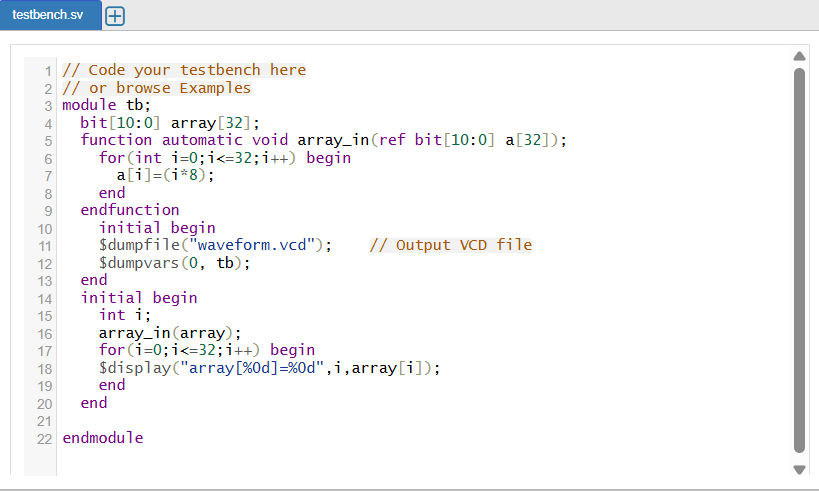 testbench.sv
1 // Code your testbench here
2 // or browse Examples
3 module tb;
4 bit[10:0] array[32];
5 function automatic void array_in(ref bit[10:0] a[32]);
6 for(int i=0;i<=32;i++) begin
7 a[i]=(i*8);
8 end
9 endfunction
10 initial begin
11 $dumpfile("waveform.vcd"); // Output VCD file
12 $dumpvars(0, tb);
13 end
14 initial begin
15 int i;
16 array_in(array);
17 for(i=0;i<=32;i++) begin
18 $display("array[%0d]=%0d",i,array[i]);
19 end
20 end
21
22 endmodule